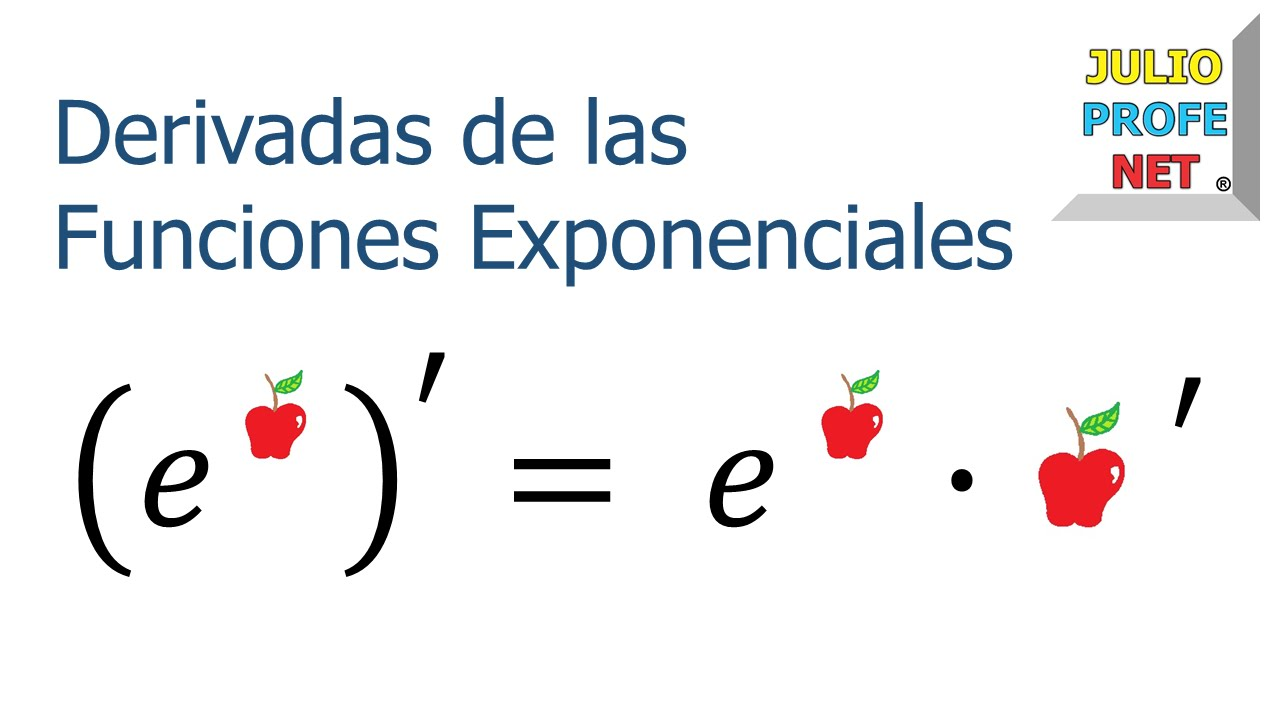 Derivadas de las
Funciones Exponenciales
JULIO
PROFE
NET ®
(e🍎)′ = e🍎 · 🍎′